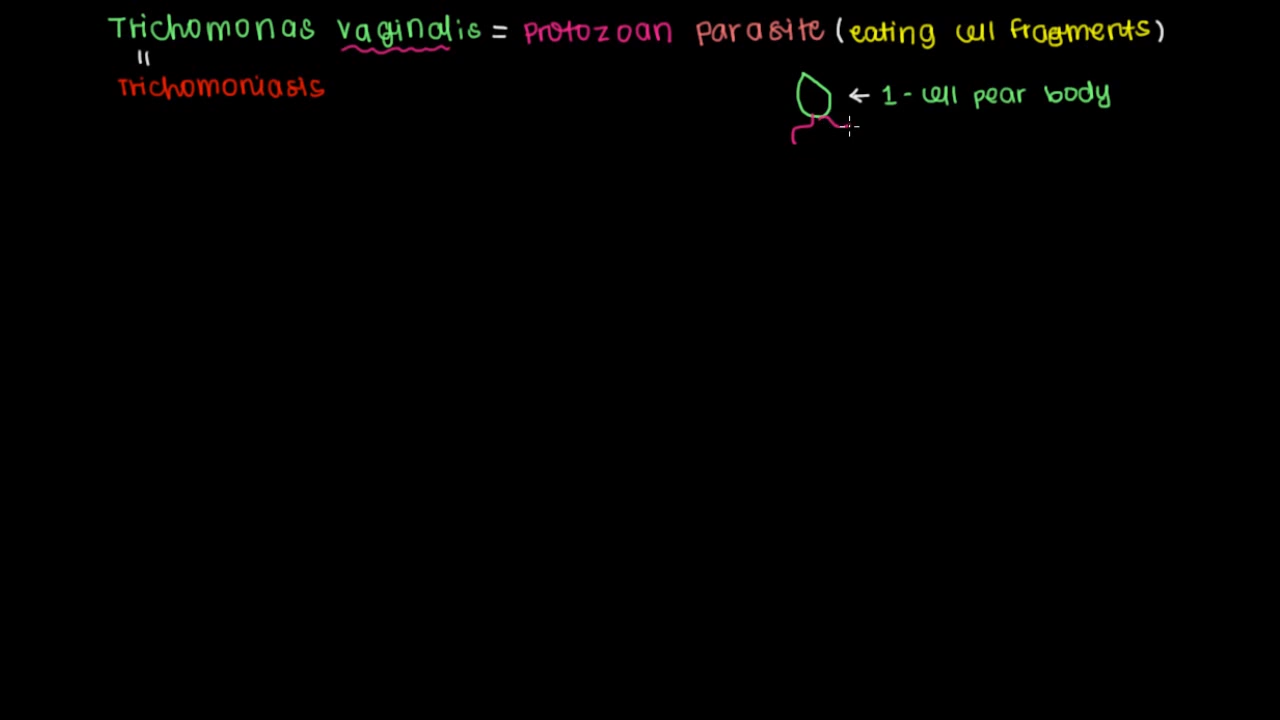 Trichomonas vaginalis = Protozoan parasite (eating cell fragments)
=
Trichomoniasis
← 1-cell pear body